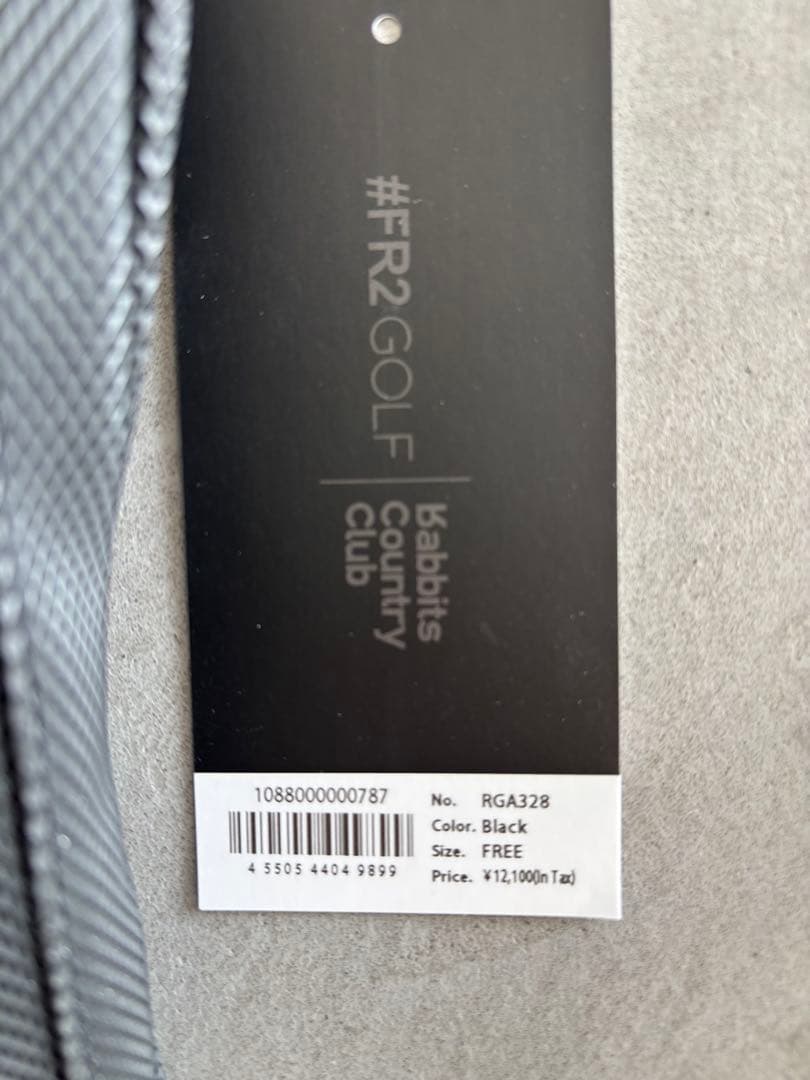 #FR2GOLF
Rabbits
Country
Club
1088000000787
4 5505 4404 9899
No. RGA328
Color. Black
Size. FREE
Price. ¥12,100(In Tax)